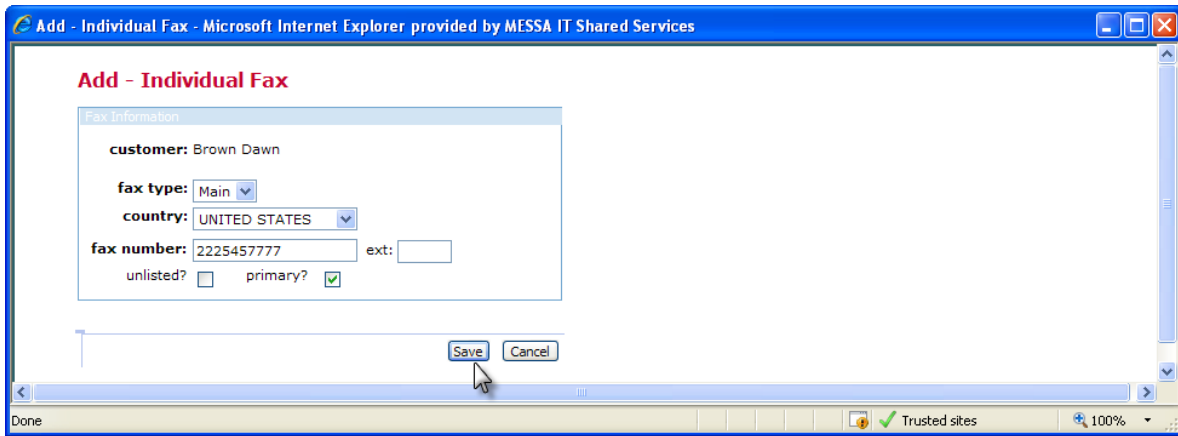 Add - Individual Fax - Microsoft Internet Explorer provided by MESSA IT Shared Services
Add - Individual Fax
Fax Information
customer: Brown Dawn
fax type: Main
country: UNITED STATES
fax number: 2225457777 ext:
unlisted? primary?
Save Cancel
Done Trusted sites 100%